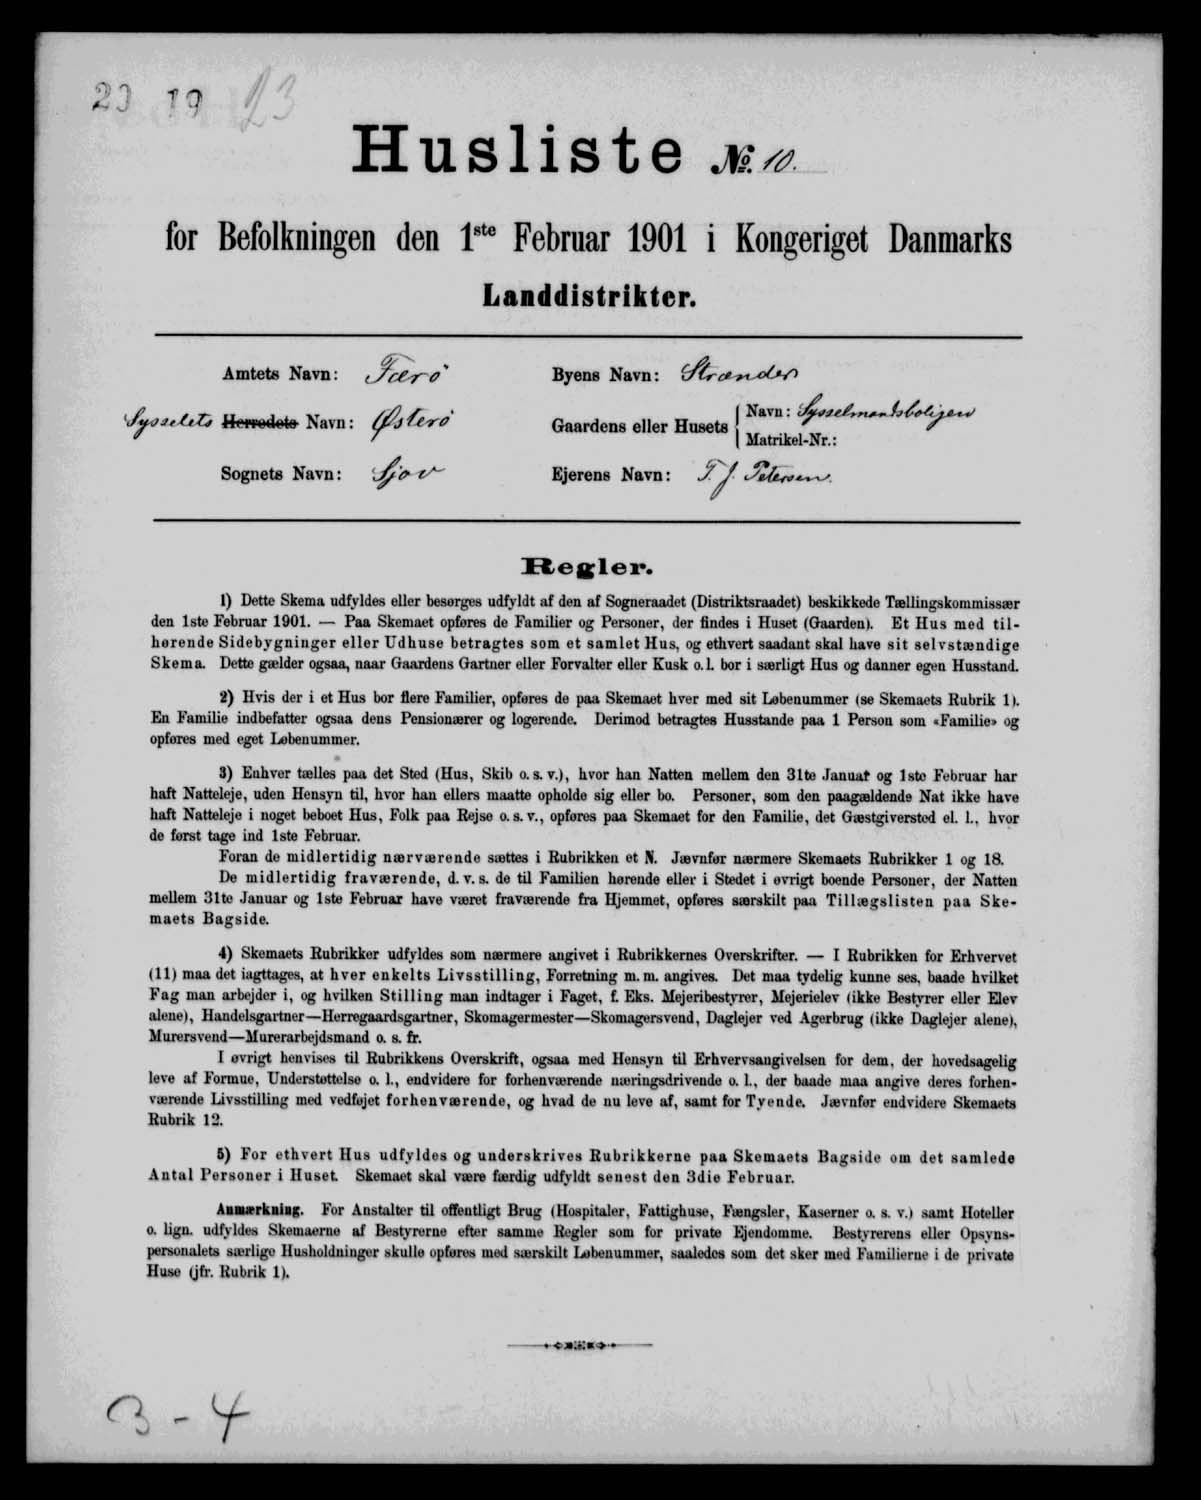 23 19 23
Husliste No. 10.
for Befolkningen den 1ste Februar 1901 i Kongeriget Danmarks
Landdistrikter.
Amtets Navn: Færö
Byens Navn: Strænder
Sysselets Herredets Navn: Østerö
Gaardens eller Husets
Navn: Sysselmandsboligen
Matrikel-Nr.:
Sognets Navn: Sjov
Ejerens Navn: T. J. Petersen.
Regler.
1) Dette Skema udfyldes eller besørges udfyldt af den af Sogneraadet (Distriktsraadet) beskikkede Tællingskommissær
den 1ste Februar 1901. — Paa Skemaet opføres de Familier og Personer, der findes i Huset (Gaarden). Et Hus med til-
hørende Sidebygninger eller Udhuse betragtes som et samlet Hus, og ethvert saadant skal have sit selvstændige
Skema. Dette gælder ogsaa, naar Gaardens Gartner eller Forvalter eller Kusk o. l. bor i særligt Hus og danner egen Husstand.
2) Hvis der i et Hus bor flere Familier, opføres de paa Skemaet hver med sit Løbenummer (se Skemaets Rubrik 1).
En Familie indbefatter ogsaa dens Pensionærer og logerende. Derimod betragtes Husstande paa 1 Person som «Familie» og
opføres med eget Løbenummer.
3) Enhver tælles paa det Sted (Hus, Skib o. s. v.), hvor han Natten mellem den 31te Januar og 1ste Februar har
haft Natteleje, uden Hensyn til, hvor han ellers maatte opholde sig eller bo. Personer, som den paagældende Nat ikke have
haft Natteleje i noget beboet Hus, Folk paa Rejse o. s. v., opføres paa Skemaet for den Familie, det Gæstgiversted el. l., hvor
de først tage ind 1ste Februar.
Foran de midlertidig nærværende sættes i Rubrikken et N. Jævnfør nærmere Skemaets Rubrikker 1 og 18.
De midlertidig fraværende, d. v. s. de til Familien hørende eller i Stedet i øvrigt boende Personer, der Natten
mellem 31te Januar og 1ste Februar have været fraværende fra Hjemmet, opføres særskilt paa Tillægslisten paa Ske-
maets Bagside.
4) Skemaets Rubrikker udfyldes som nærmere angivet i Rubrikkernes Overskrifter. — I Rubrikken for Erhvervet
(11) maa det iagttages, at hver enkelts Livsstilling, Forretning m. m. angives. Det maa tydelig kunne ses, baade hvilket
Fag man arbejder i, og hvilken Stilling man indtager i Faget, f. Eks. Mejeribestyrer, Mejerielev (ikke Bestyrer eller Elev
alene), Handelsgartner—Herregaardsgartner, Skomagermester—Skomagersvend, Daglejer ved Agerbrug (ikke Daglejer alene),
Murersvend—Murerarbejdsmand o. s. fr.
I øvrigt henvises til Rubrikkens Overskrift, ogsaa med Hensyn til Erhvervsangivelsen for dem, der hovedsagelig
leve af Formue, Understøttelse o. l., endvidere for forhenværende næringsdrivende o. l., der baade maa angive deres forhen-
værende Livsstilling med vedføjet forhenværende, og hvad de nu leve af, samt for Tyende. Jævnfør endvidere Skemaets
Rubrik 12.
5) For ethvert Hus udfyldes og underskrives Rubrikkerne paa Skemaets Bagside om det samlede
Antal Personer i Huset. Skemaet skal være færdig udfyldt senest den 3die Februar.
Anmærkning. For Anstalter til offentligt Brug (Hospitaler, Fattighuse, Fængsler, Kaserner o. s. v.) samt Hoteller
o. lign. udfyldes Skemaerne af Bestyrerne efter samme Regler som for private Ejendomme. Bestyrerens eller Opsyns-
personalets særlige Husholdninger skulle opføres med særskilt Løbenummer, saaledes som det sker med Familierne i de private
Huse (jfr. Rubrik 1).
3 - 4